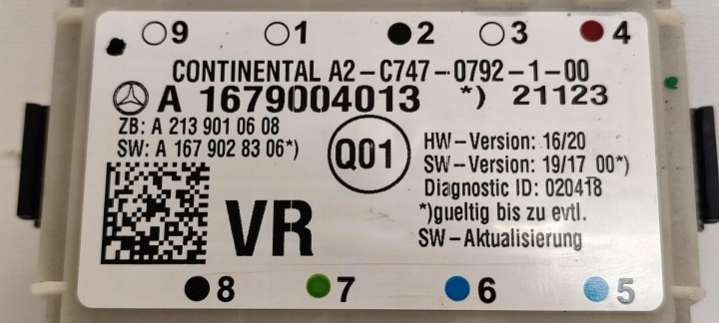 9 1 2 3 4
CONTINENTAL A2-C747-0792-1-00
A 1679004013 *) 21123
ZB: A 213 901 06 08
SW: A 167 902 83 06*)
Q01
HW-Version: 16/20
SW-Version: 19/17 00*)
Diagnostic ID: 020418
*)gueltig bis zu evtl.
SW-Aktualisierung
VR
8 7 6 5